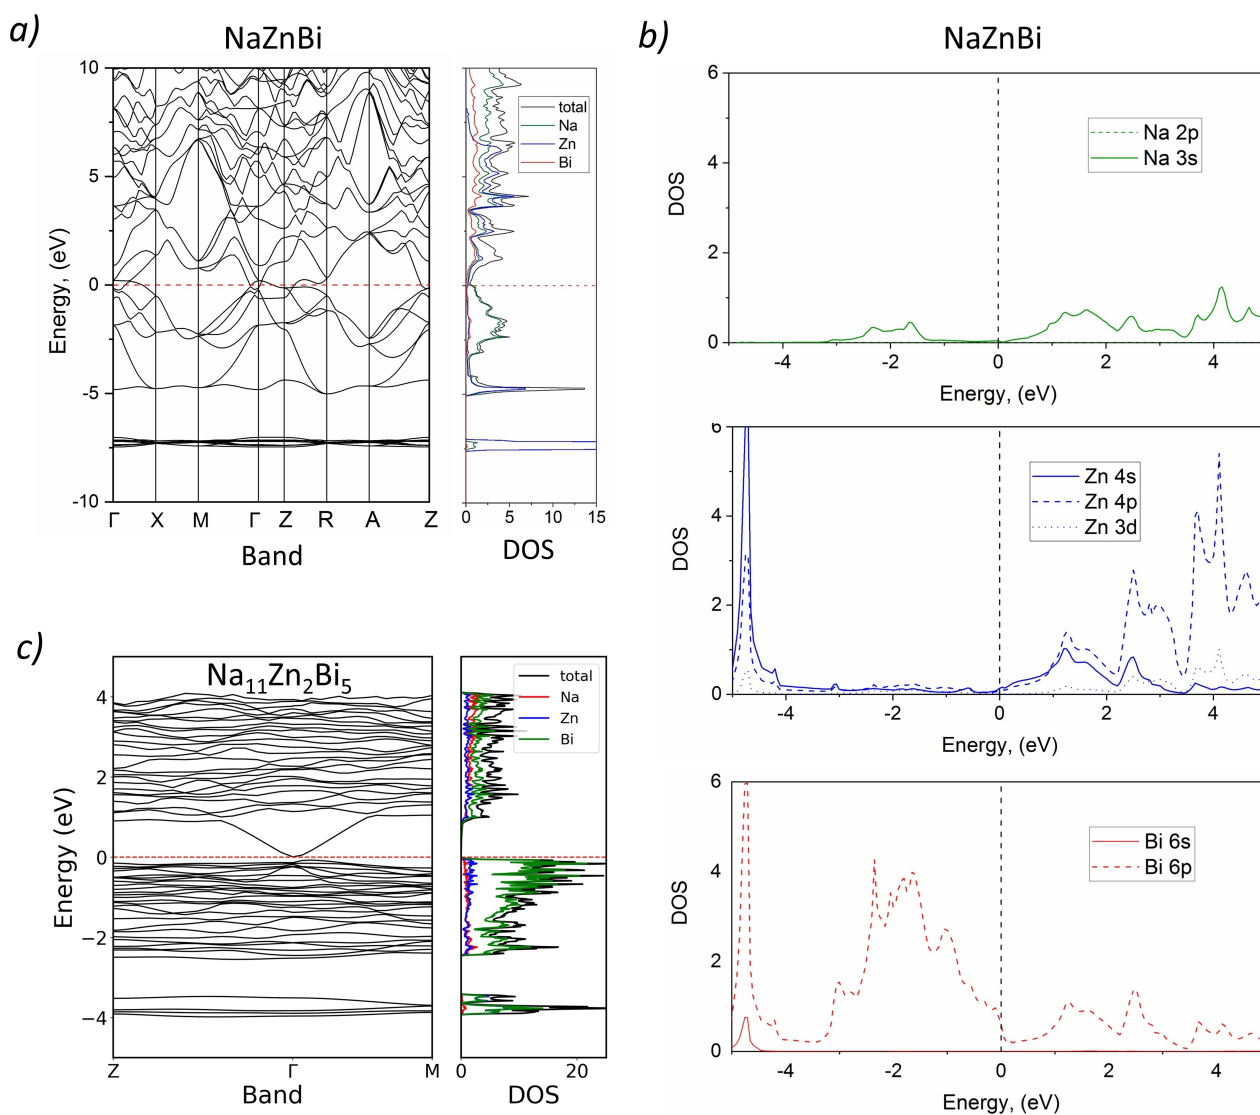 a)
NaZnBi
10
5
0
-5
-10
Energy, (eV)
Γ X M Γ Z R A Z
Band
total
Na
Zn
Bi
0 5 10 15
DOS
b)
NaZnBi
6
4
2
0
DOS
Na 2p
Na 3s
-4 -2 0 2 4
Energy, (eV)
6
4
2
0
DOS
Zn 4s
Zn 4p
Zn 3d
-4 -2 0 2 4
Energy, (eV)
6
4
2
0
DOS
Bi 6s
Bi 6p
-4 -2 0 2 4
Energy, (eV)
c)
Na₁₁Zn₂Bi₅
4
2
0
−2
−4
Energy (eV)
Z Γ M
Band
total
Na
Zn
Bi
0 20
DOS